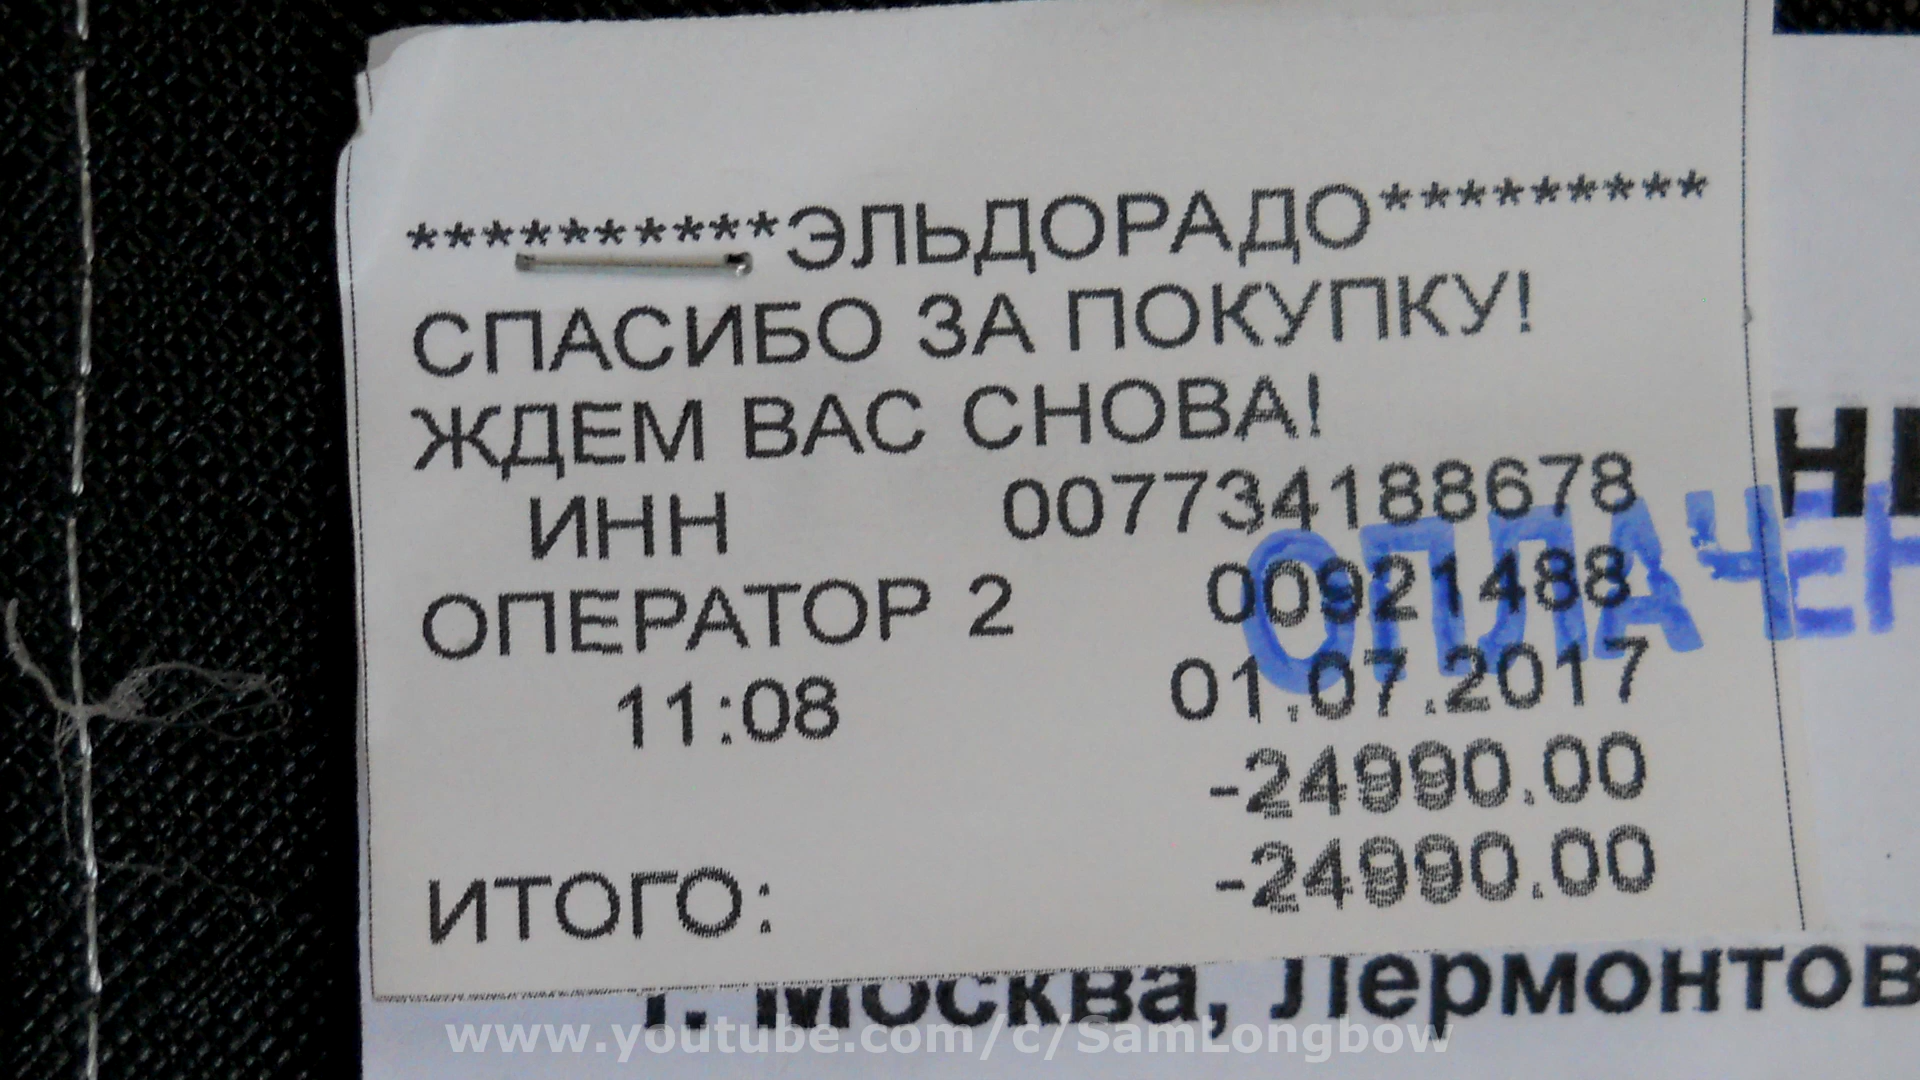 **********ЭЛЬДОРАДО*********
СПАСИБО ЗА ПОКУПКУ!
ЖДЕМ ВАС СНОВА!
ИНН 007734188678
ОПЛАЧЕН
ОПЕРАТОР 2 00921488
11:08 01.07.2017
-24990.00
ИТОГО: -24990.00
г. Москва, Лермонтов
www.youtube.com/c/SamLongbow